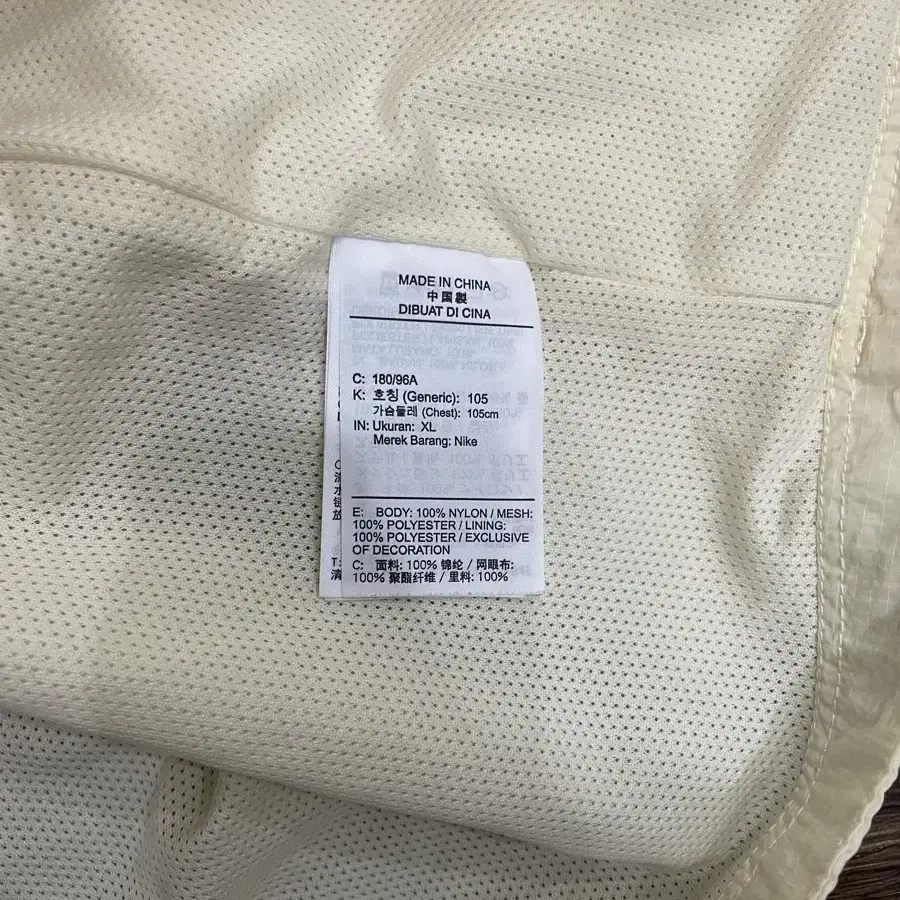 MADE IN CHINA
中国製
DIBUAT DI CINA
C: 180/96A
K: 호칭 (Generic): 105
가슴둘레 (Chest): 105cm
IN: Ukuran: XL
Merek Barang: Nike
E: BODY: 100% NYLON / MESH:
100% POLYESTER / LINING:
100% POLYESTER / EXCLUSIVE
OF DECORATION
C: 面料: 100% 锦纶 / 网眼布:
100% 聚酯纤维 / 里料: 100%